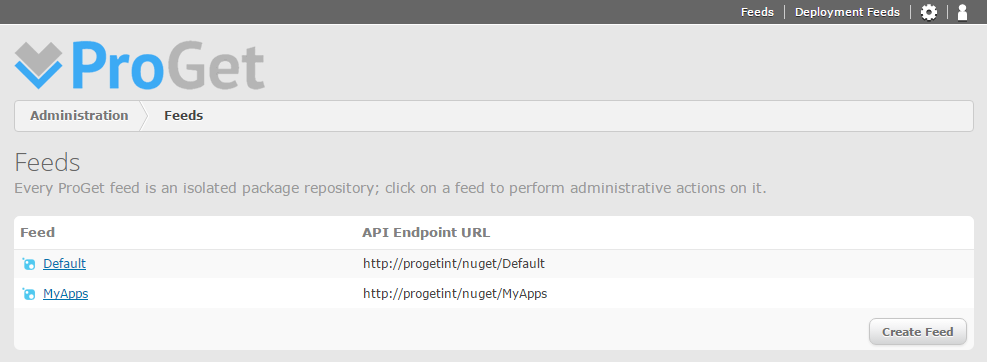 Feeds Deployment Feeds
ProGet
Administration Feeds
Feeds
Every ProGet feed is an isolated package repository; click on a feed to perform administrative actions on it.
Feed API Endpoint URL
Default http://progetint/nuget/Default
MyApps http://progetint/nuget/MyApps
Create Feed